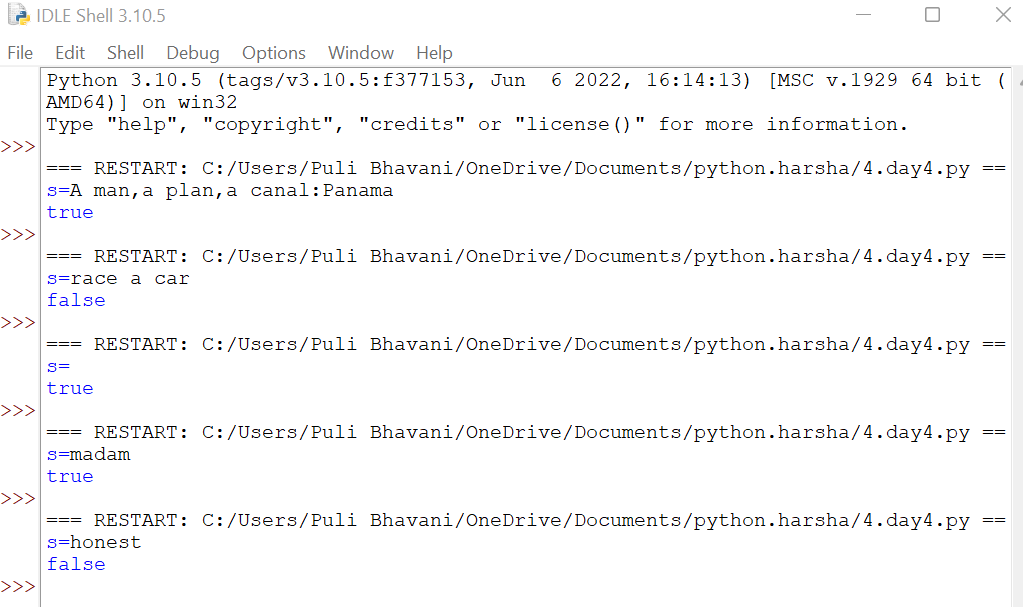 IDLE Shell 3.10.5
File Edit Shell Debug Options Window Help
Python 3.10.5 (tags/v3.10.5:f377153, Jun  6 2022, 16:14:13) [MSC v.1929 64 bit (
AMD64)] on win32
Type "help", "copyright", "credits" or "license()" for more information.
>>>
=== RESTART: C:/Users/Puli Bhavani/OneDrive/Documents/python.harsha/4.day4.py ==
s=A man,a plan,a canal:Panama
true
>>>
=== RESTART: C:/Users/Puli Bhavani/OneDrive/Documents/python.harsha/4.day4.py ==
s=race a car
false
>>>
=== RESTART: C:/Users/Puli Bhavani/OneDrive/Documents/python.harsha/4.day4.py ==
s=
true
>>>
=== RESTART: C:/Users/Puli Bhavani/OneDrive/Documents/python.harsha/4.day4.py ==
s=madam
true
>>>
=== RESTART: C:/Users/Puli Bhavani/OneDrive/Documents/python.harsha/4.day4.py ==
s=honest
false
>>>